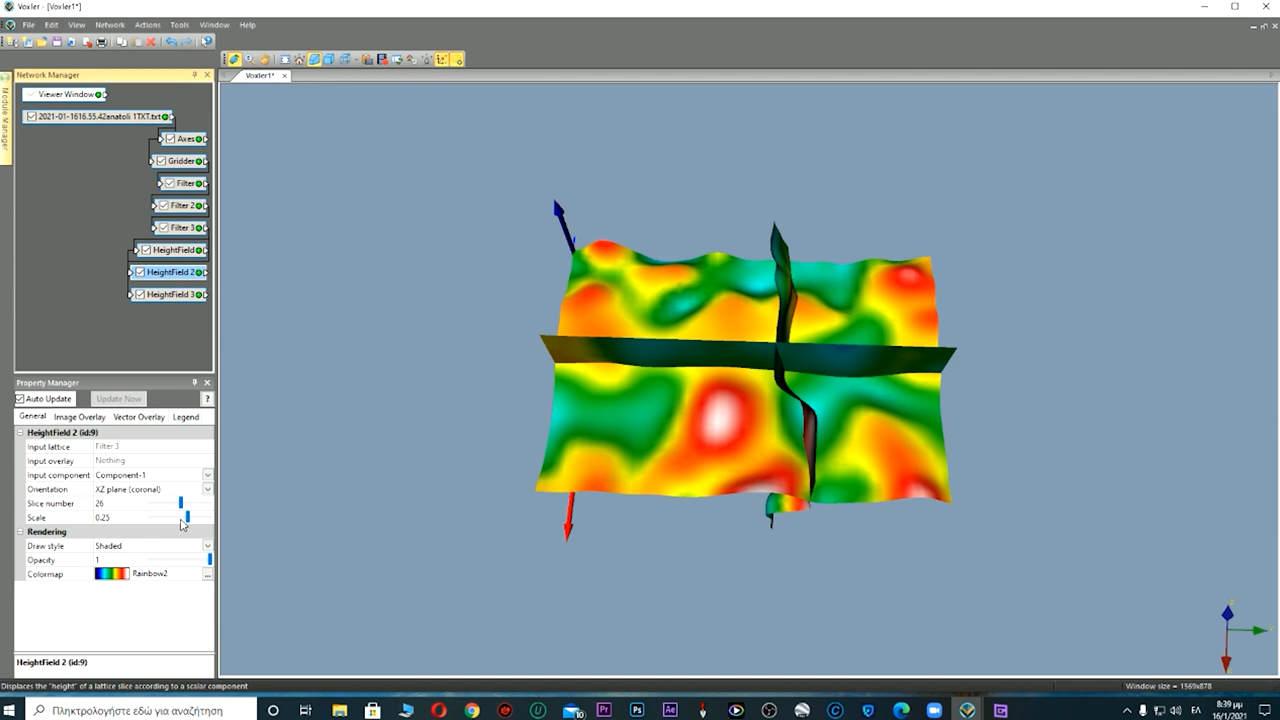 Voxler - [Voxler1*]
File Edit View Network Actions Tools Window Help
Network Manager
Voxler1*
Module Manager
Viewer Window
2021-01-1616.55.42anatoli 1TXT.txt
Axes
Gridder
Filter
Filter 2
Filter 3
HeightField
HeightField 2
HeightField 3
Property Manager
Auto Update Update Now ?
General Image Overlay Vector Overlay Legend
HeightField 2 (id:9)
Input lattice Filter 3
Input overlay Nothing
Input component Component-1
Orientation XZ plane (coronal)
Slice number 26
Scale 0.25
Rendering
Draw style Shaded
Opacity 1
Colormap Rainbow2 ...
HeightField 2 (id:9)
Displaces the "height" of a lattice slice according to a scalar component
Window size = 1569x878
Πληκτρολογήστε εδώ για αναζήτηση
10
Pr
Ps
Ae
ΕΛ
8:39 μμ
16/1/2021